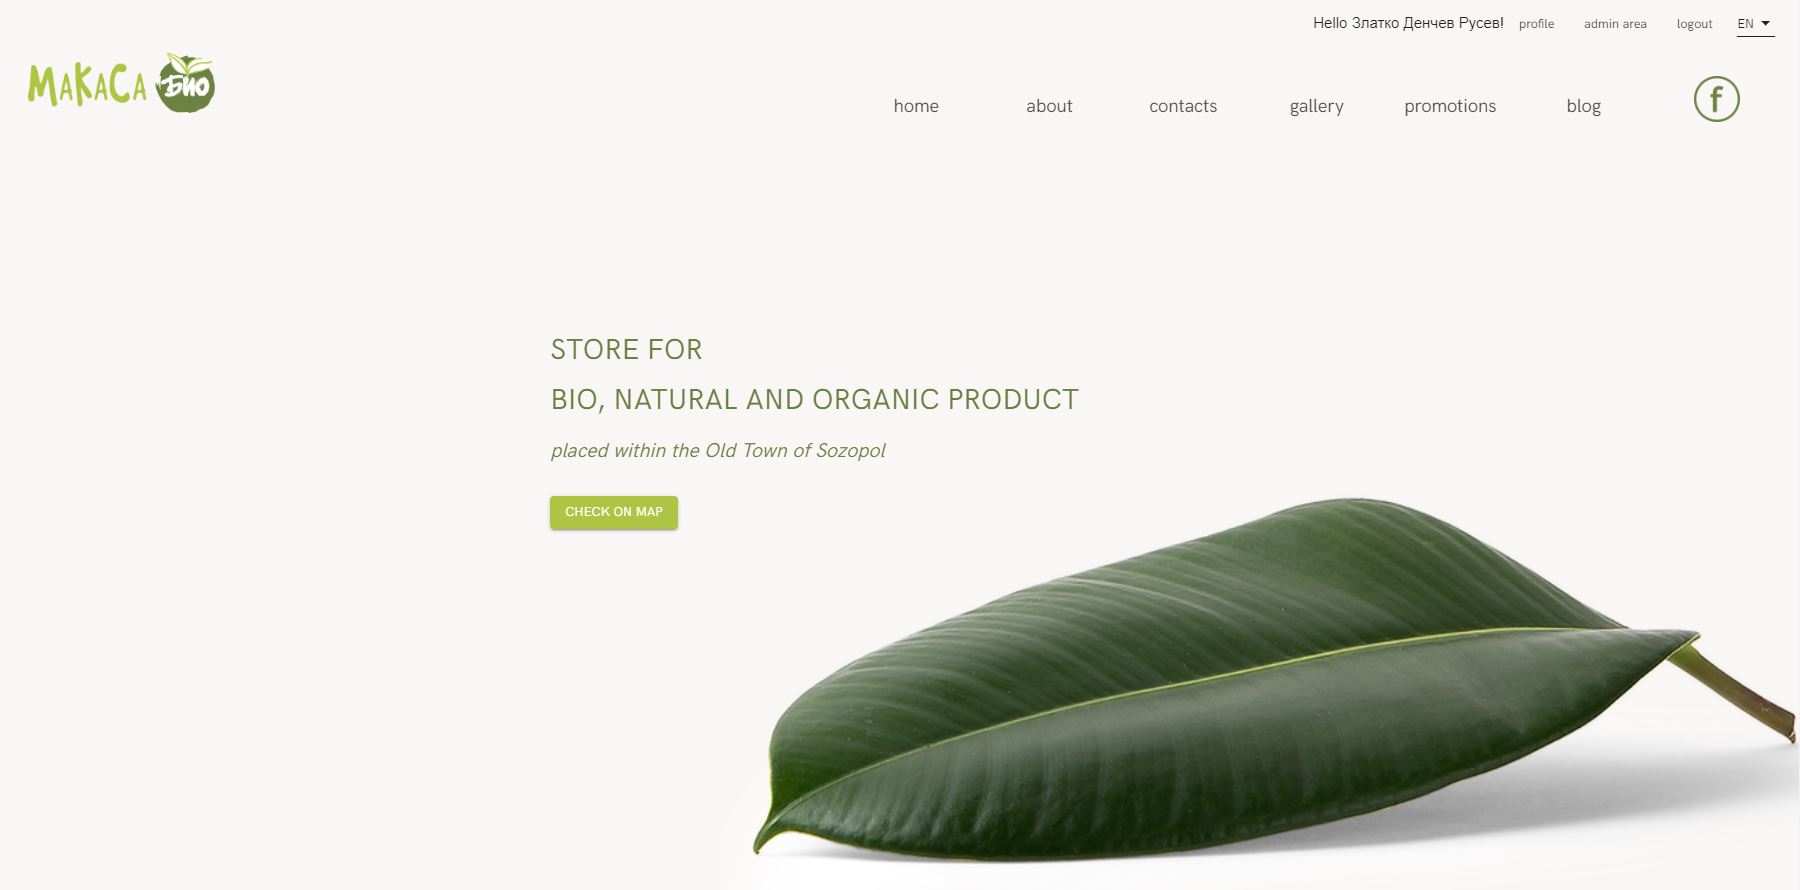 Hello Златко Денчев Русев! profile admin area logout EN
MAKACA БИО
home about contacts gallery promotions blog f
STORE FOR
BIO, NATURAL AND ORGANIC PRODUCT
placed within the Old Town of Sozopol
CHECK ON MAP